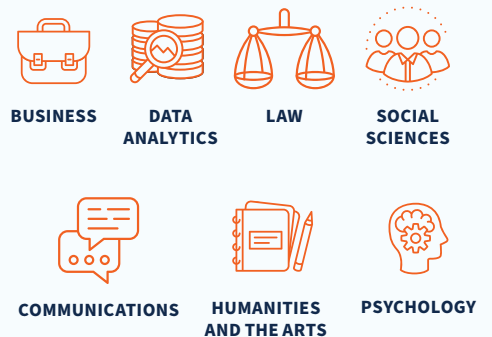 BUSINESS
DATA
ANALYTICS
LAW
SOCIAL
SCIENCES
COMMUNICATIONS
HUMANITIES
AND THE ARTS
PSYCHOLOGY